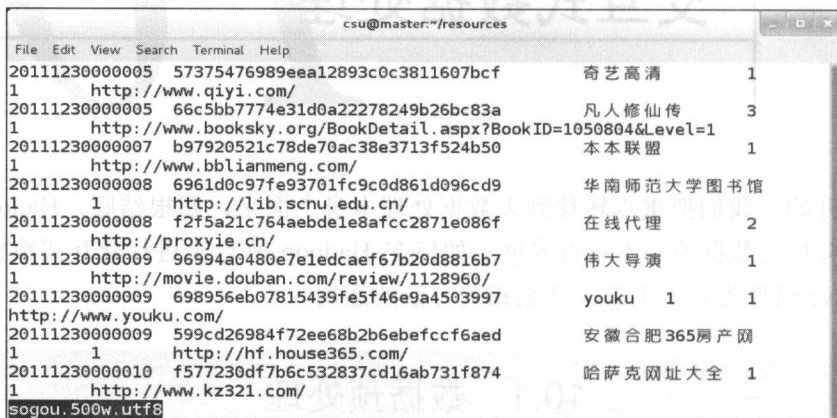 csu@master:~/resources
File Edit View Search Terminal Help
20111230000005 57375476989eea12893c0c3811607bcf 奇艺高清 1
1 http://www.qiyi.com/
20111230000005 66c5bb7774e31d0a22278249b26bc83a 凡人修仙传 3
1 http://www.booksky.org/BookDetail.aspx?BookID=1050804&Level=1
20111230000007 b97920521c78de70ac38e3713f524b50 本本联盟 1
1 http://www.bblianmeng.com/
20111230000008 6961d0c97fe93701fc9c0d861d096cd9 华南师范大学图书馆
1 1 http://lib.scnu.edu.cn/
20111230000008 f2f5a21c764aebde1e8afcc2871e086f 在线代理 2
1 http://proxyie.cn/
20111230000009 96994a0480e7e1edcaef67b20d8816b7 伟大导演 1
1 http://movie.douban.com/review/1128960/
20111230000009 698956eb07815439fe5f46e9a4503997 youku 1 1
http://www.youku.com/
20111230000009 599cd26984f72ee68b2b6ebefccf6aed 安徽合肥365房产网
1 1 http://hf.house365.com/
20111230000010 f577230df7b6c532837cd16ab731f874 哈萨克网址大全 1
1 http://www.kz321.com/
sogou.500w.utf8